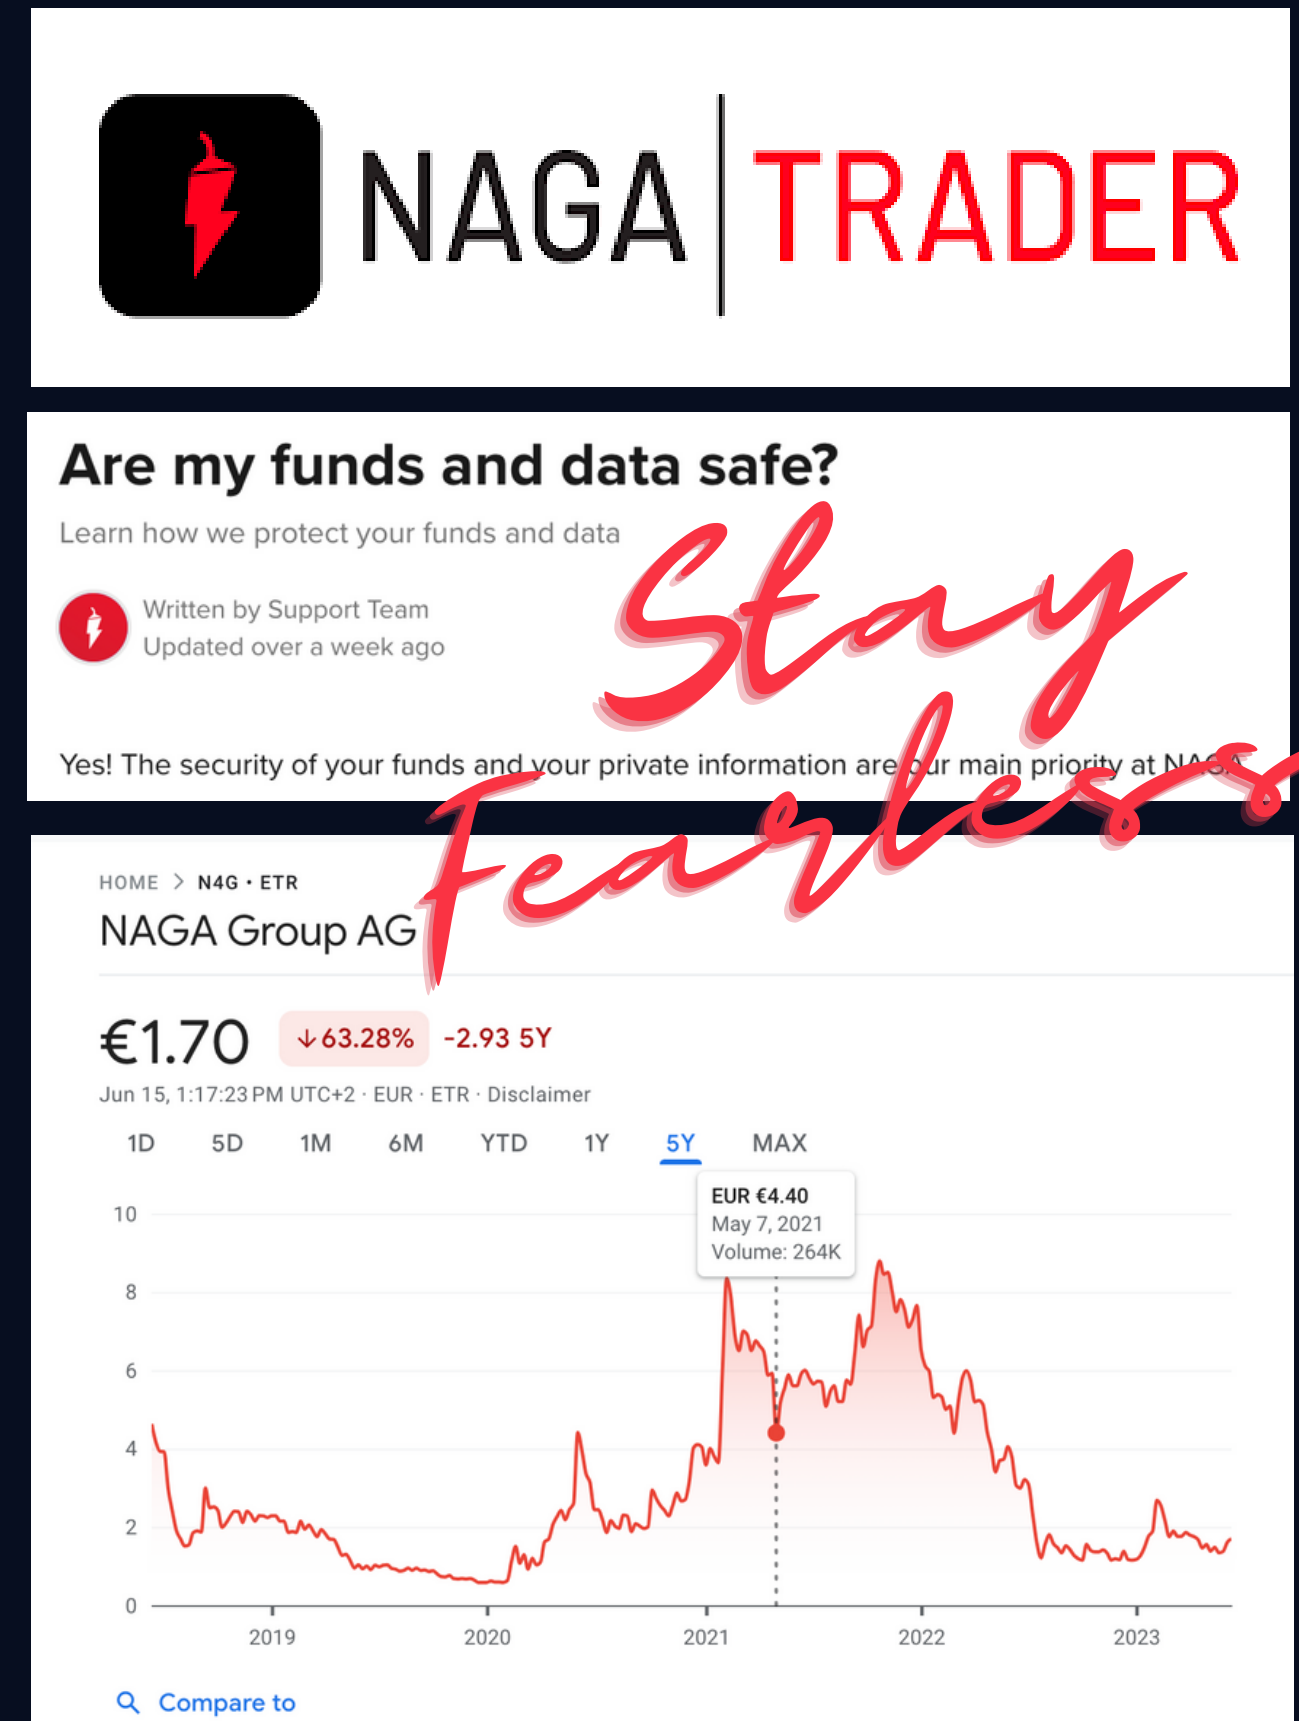 NAGA TRADER
Are my funds and data safe?
Learn how we protect your funds and data
Written by Support Team
Updated over a week ago
Stay
Yes! The security of your funds and your private information are our main priority at NAGA
Fearless
HOME > N4G • ETR
NAGA Group AG
€1.70 ↓63.28% -2.93 5Y
Jun 15, 1:17:23 PM UTC+2 · EUR · ETR · Disclaimer
1D 5D 1M 6M YTD 1Y 5Y MAX
EUR €4.40
May 7, 2021
Volume: 264K
10
8
6
4
2
0
2019 2020 2021 2022 2023
Compare to